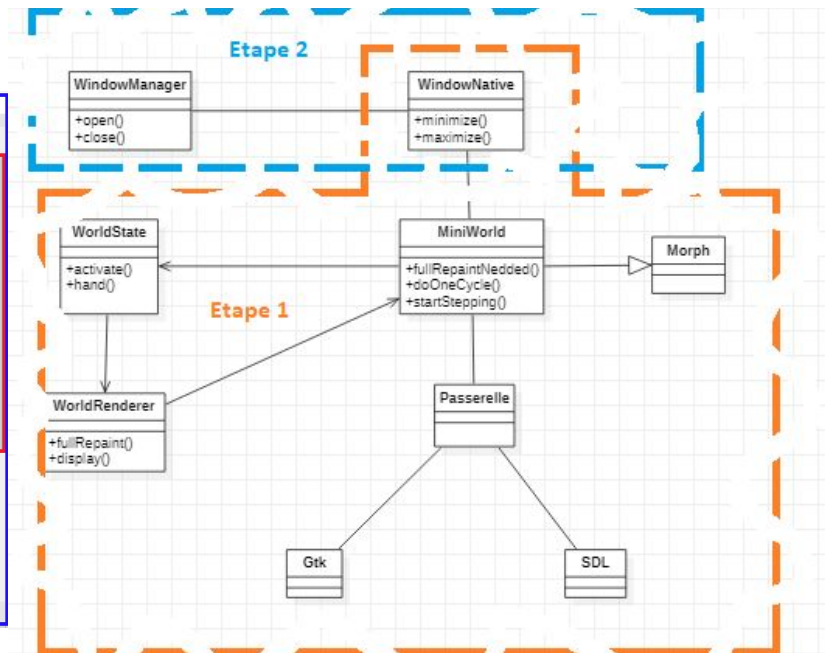 Etape 2
WindowManager
+open()
+close()
WindowNative
+minimize()
+maximize()
WorldState
+activate()
+hand()
MiniWorld
+fullRepaintNedded()
+doOneCycle()
+startStepping()
Morph
Etape 1
WorldRenderer
+fullRepaint()
+display()
Passerelle
Gtk
SDL